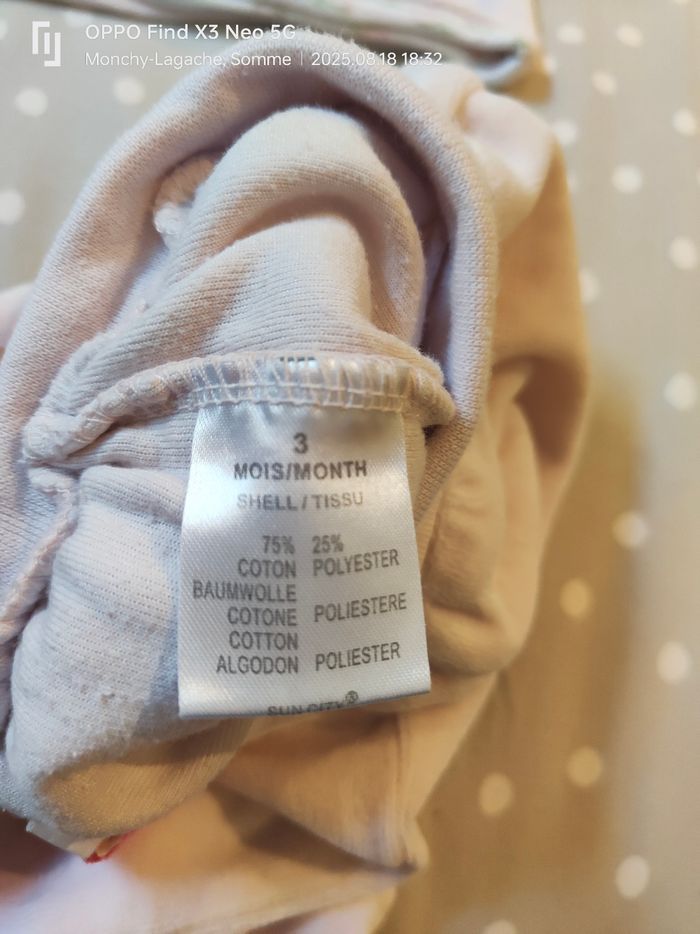 OPPO Find X3 Neo 5G
Monchy-Lagache, Somme | 2025.08.18 18:32
3
MOIS/MONTH
SHELL / TISSU
75% 25%
COTON POLYESTER
BAUMWOLLE
COTONE POLIESTERE
COTTON
ALGODON POLIESTER
SUN CITY®